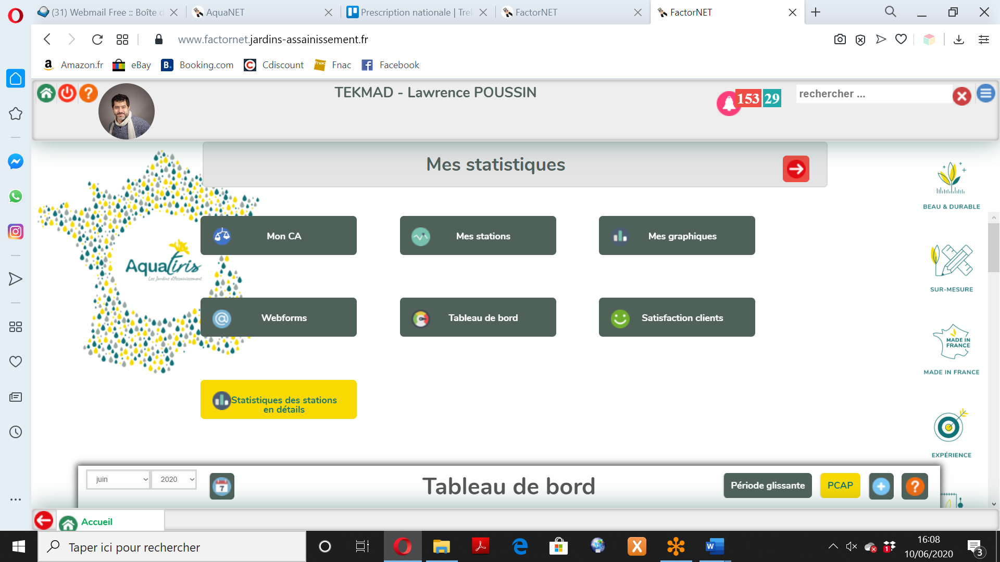 (31) Webmail Free :: Boîte d
AquaNET
Prescription nationale | Trel
FactorNET
FactorNET
www.factornet.jardins-assainissement.fr
Amazon.fr
eBay
B. Booking.com
Cdiscount
fnac Fnac
Facebook
TEKMAD - Lawrence POUSSIN
153 29
rechercher ...
Mes statistiques
BEAU & DURABLE
Mon CA
Mes stations
Mes graphiques
Aquatiris
Les Jardins d'Assainissement
SUR-MESURE
Webforms
Tableau de bord
Satisfaction clients
MADE IN
FRANCE
MADE IN FRANCE
Statistiques des stations
en détails
EXPÉRIENCE
juin
2020
7
Tableau de bord
Période glissante
PCAP
Accueil
Taper ici pour rechercher
16:08
10/06/2020
1
3